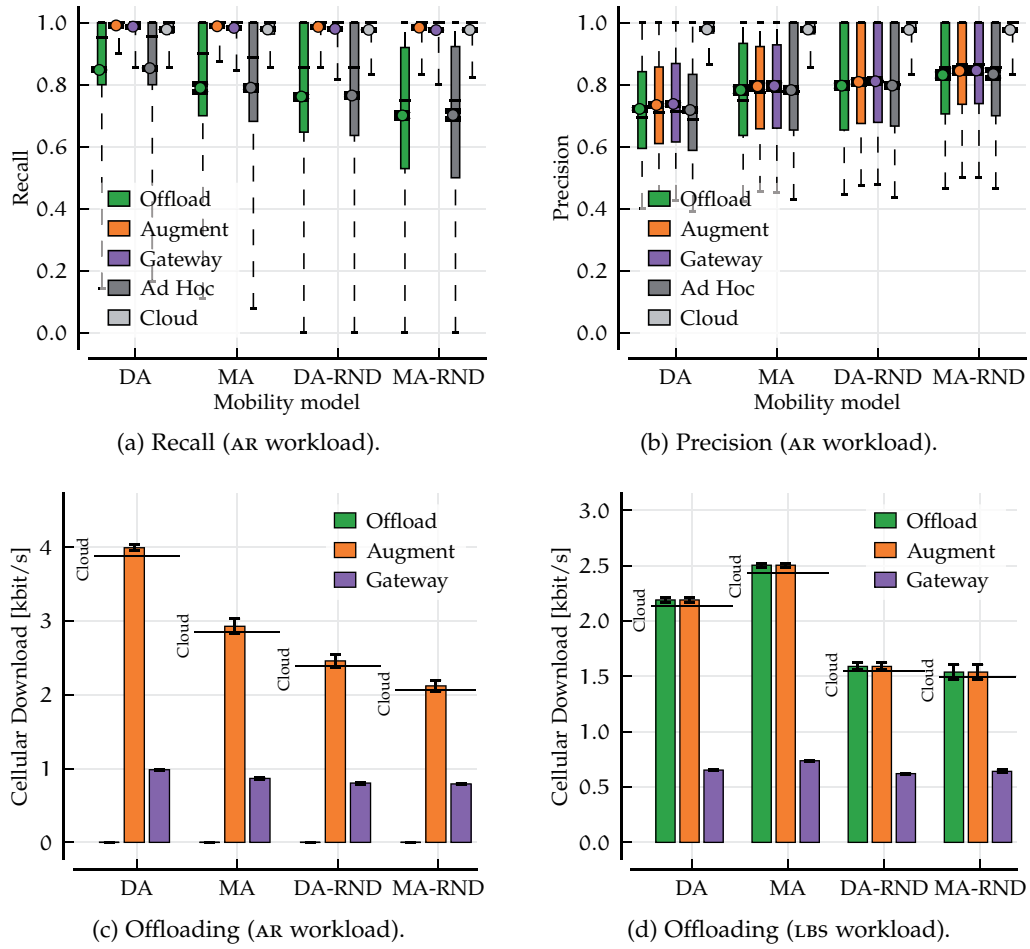 1.0
0.8
0.6
0.4
0.2
0.0
Recall
Offload
Augment
Gateway
Ad Hoc
Cloud
DA MA DA-RND MA-RND
Mobility model
(a) Recall (AR workload).
1.0
0.8
0.6
0.4
0.2
0.0
Precision
Offload
Augment
Gateway
Ad Hoc
Cloud
DA MA DA-RND MA-RND
Mobility model
(b) Precision (AR workload).
4
3
2
1
0
Cellular Download [kbit/s]
Offload
Augment
Gateway
Cloud
Cloud
Cloud
Cloud
DA MA DA-RND MA-RND
(c) Offloading (AR workload).
3.0
2.5
2.0
1.5
1.0
0.5
0.0
Cellular Download [kbit/s]
Offload
Augment
Gateway
Cloud
Cloud
Cloud
Cloud
DA MA DA-RND MA-RND
(d) Offloading (LBS workload).